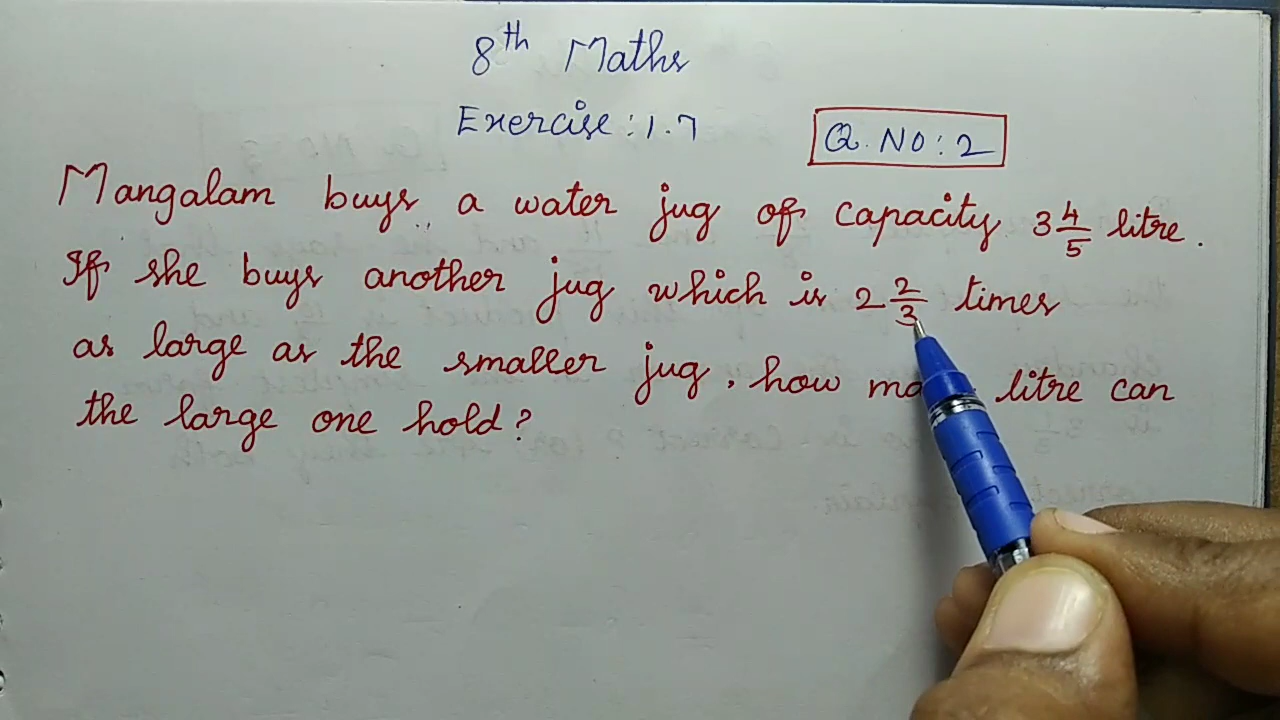 8th Maths
Exercise: 1.7
Q. NO: 2
Mangalam buys a water jug of capacity 3 4/5 litre.
If she buys another jug which is 2 2/3 times
as large as the smaller jug, how litre can
the large one hold?